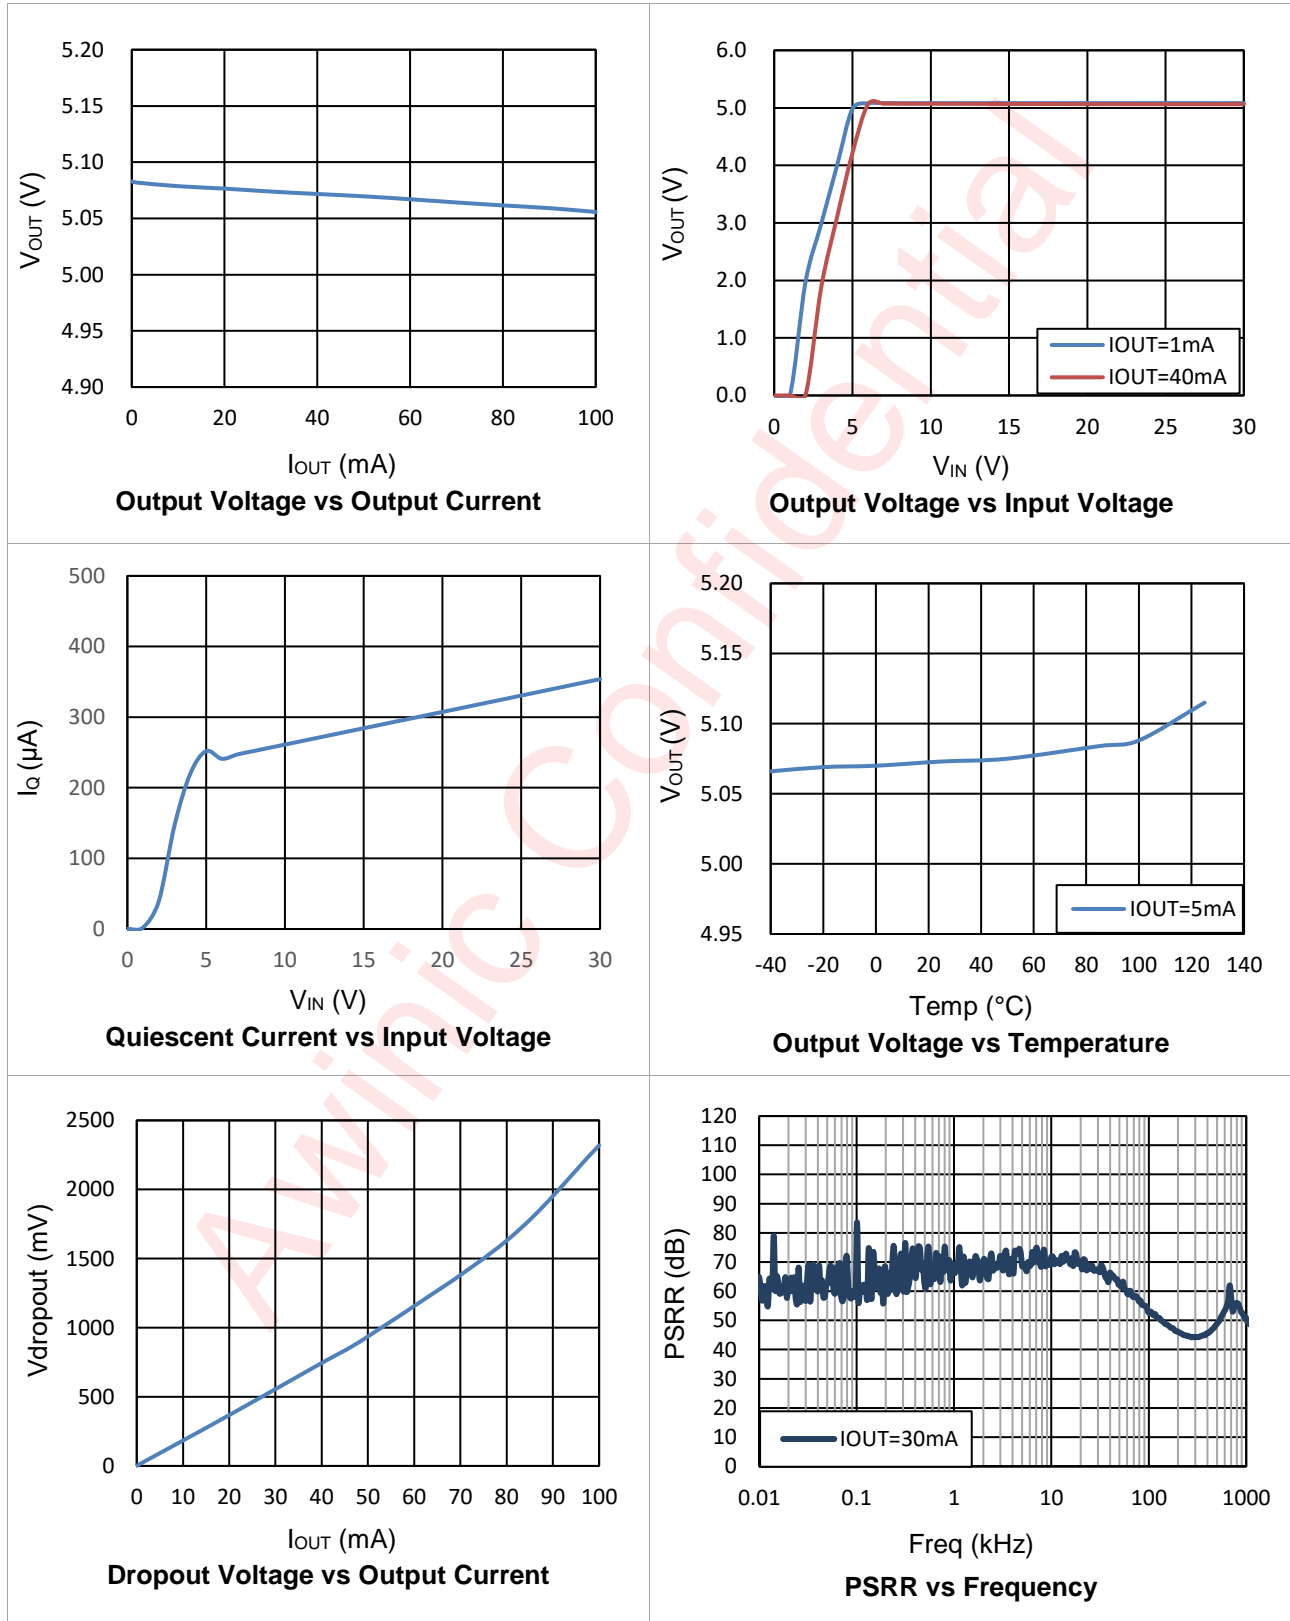 5.20
5.15
5.10
5.05
5.00
4.95
4.90
VOUT (V)
0 20 40 60 80 100
IOUT (mA)
Output Voltage vs Output Current
6.0
5.0
4.0
3.0
2.0
1.0
0.0
VOUT (V)
IOUT=1mA
IOUT=40mA
0 5 10 15 20 25 30
VIN (V)
Output Voltage vs Input Voltage
500
400
300
200
100
0
IQ (µA)
0 5 10 15 20 25 30
VIN (V)
Quiescent Current vs Input Voltage
5.20
5.15
5.10
5.05
5.00
4.95
VOUT (V)
IOUT=5mA
-40 -20 0 20 40 60 80 100 120 140
Temp (°C)
Output Voltage vs Temperature
2500
2000
1500
1000
500
0
Vdropout (mV)
0 10 20 30 40 50 60 70 80 90 100
IOUT (mA)
Dropout Voltage vs Output Current
120
110
100
90
80
70
60
50
40
30
20
10
0
PSRR (dB)
IOUT=30mA
0.01 0.1 1 10 100 1000
Freq (kHz)
PSRR vs Frequency
Awinic Confidential